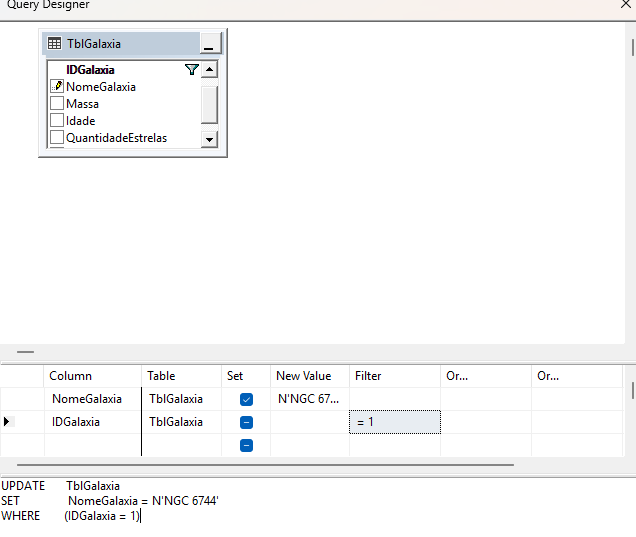 Query Designer
TblGalaxia
IDGalaxia
NomeGalaxia
Massa
Idade
QuantidadeEstrelas
Column Table Set New Value Filter Or... Or...
NomeGalaxia TblGalaxia N'NGC 67...
IDGalaxia TblGalaxia = 1
UPDATE TblGalaxia
SET NomeGalaxia = N'NGC 6744'
WHERE (IDGalaxia = 1)